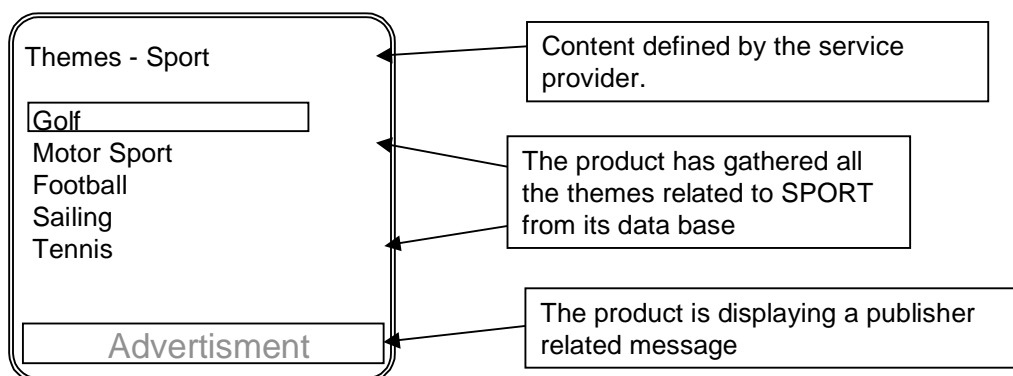 Themes - Sport
Golf
Motor Sport
Football
Sailing
Tennis
Advertisment
Content defined by the service
provider.
The product has gathered all
the themes related to SPORT
from its data base
The product is displaying a publisher
related message